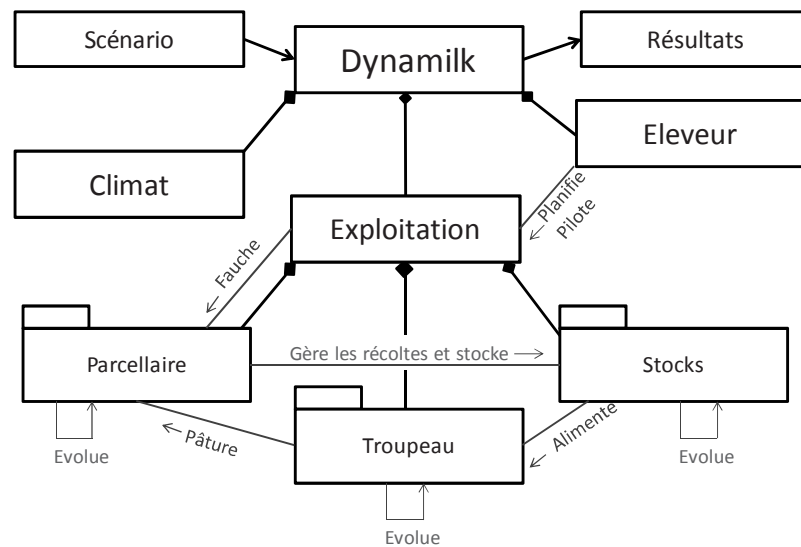 Scénario
Dynamilk
Résultats
Climat
Eleveur
Planifie
Pilote
Exploitation
Fauche
Parcellaire
Gère les récoltes et stocke
Stocks
Pâture
Troupeau
Alimente
Evolue
Evolue
Evolue